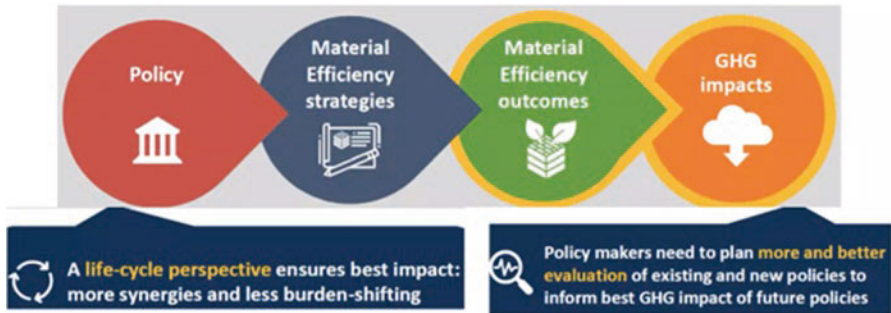 Policy
Material
Efficiency
strategies
Material
Efficiency
outcomes
GHG
impacts
A life-cycle perspective ensures best impact:
more synergies and less burden-shifting
Policy makers need to plan more and better
evaluation of existing and new policies to
inform best GHG impact of future policies